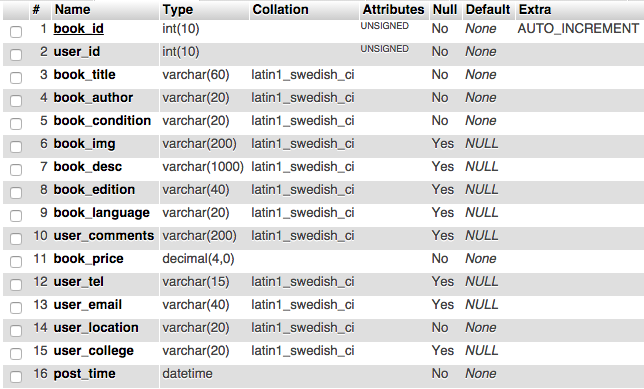 # Name Type Collation Attributes Null Default Extra
1 book_id int(10) UNSIGNED No None AUTO_INCREMENT
2 user_id int(10) UNSIGNED No None
3 book_title varchar(60) latin1_swedish_ci No None
4 book_author varchar(20) latin1_swedish_ci No None
5 book_condition varchar(20) latin1_swedish_ci No None
6 book_img varchar(200) latin1_swedish_ci Yes NULL
7 book_desc varchar(1000) latin1_swedish_ci Yes NULL
8 book_edition varchar(40) latin1_swedish_ci Yes NULL
9 book_language varchar(20) latin1_swedish_ci Yes NULL
10 user_comments varchar(200) latin1_swedish_ci Yes NULL
11 book_price decimal(4,0) No None
12 user_tel varchar(15) latin1_swedish_ci Yes NULL
13 user_email varchar(40) latin1_swedish_ci Yes NULL
14 user_location varchar(20) latin1_swedish_ci No None
15 user_college varchar(20) latin1_swedish_ci Yes NULL
16 post_time datetime No None